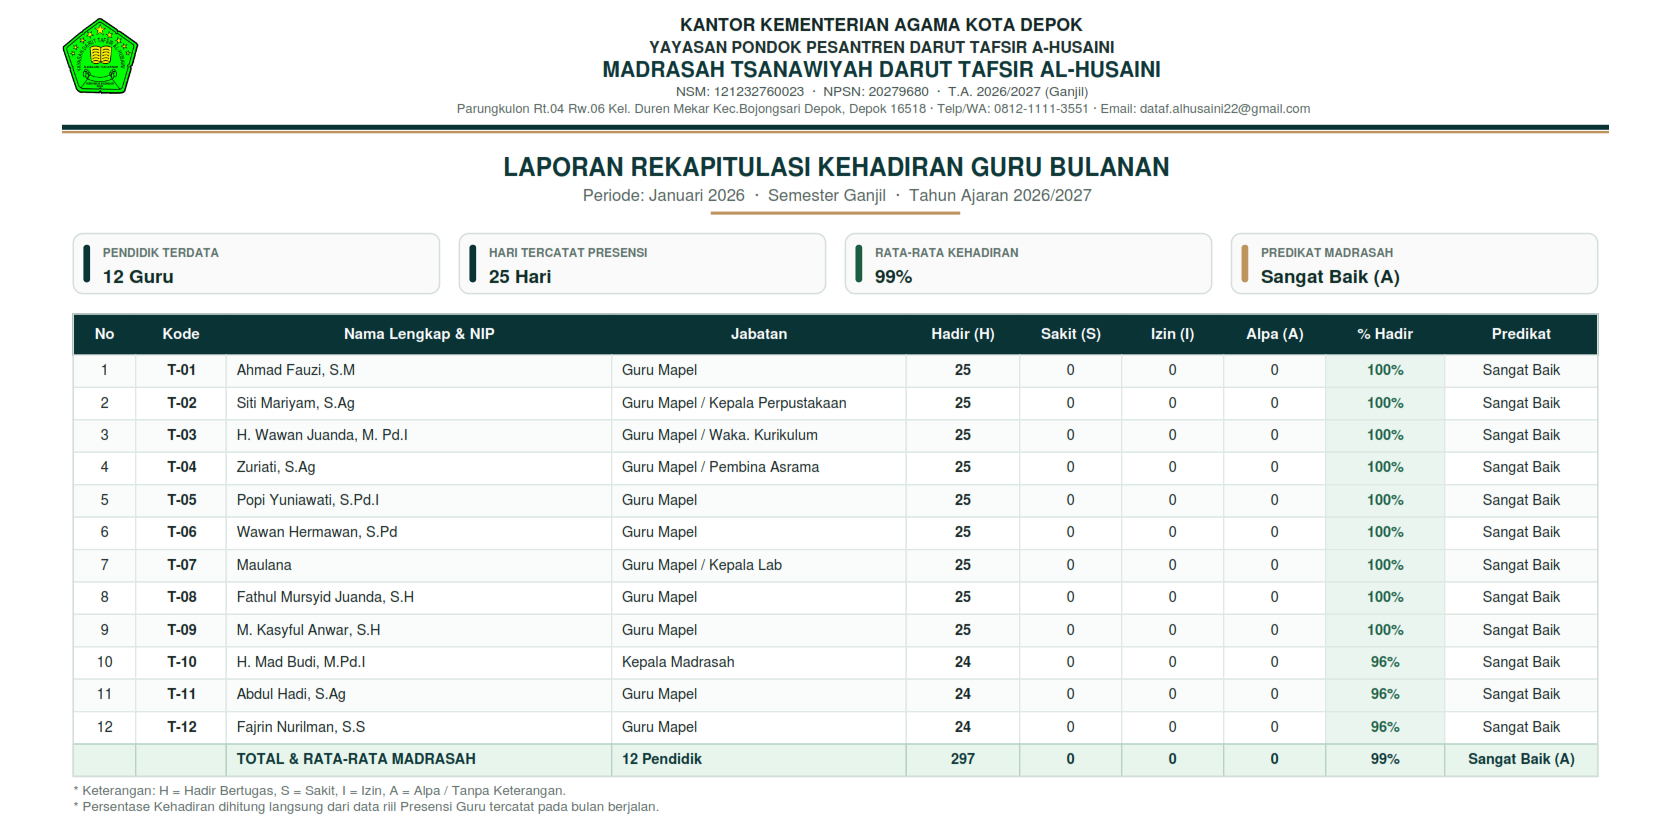 KANTOR KEMENTERIAN AGAMA KOTA DEPOK
YAYASAN PONDOK PESANTREN DARUT TAFSIR A-HUSAINI
MADRASAH TSANAWIYAH DARUT TAFSIR AL-HUSAINI
NSM: 121232760023 · NPSN: 20279680 · T.A. 2026/2027 (Ganjil)
Parungkulon Rt.04 Rw.06 Kel. Duren Mekar Kec.Bojongsari Depok, Depok 16518 · Telp/WA: 0812-1111-3551 · Email: dataf.alhusaini22@gmail.com
LAPORAN REKAPITULASI KEHADIRAN GURU BULANAN
Periode: Januari 2026 · Semester Ganjil · Tahun Ajaran 2026/2027
PENDIDIK TERDATA
12 Guru
HARI TERCATAT PRESENSI
25 Hari
RATA-RATA KEHADIRAN
99%
PREDIKAT MADRASAH
Sangat Baik (A)
No Kode Nama Lengkap & NIP Jabatan Hadir (H) Sakit (S) Izin (I) Alpa (A) % Hadir Predikat
1 T-01 Ahmad Fauzi, S.M Guru Mapel 25 0 0 0 100% Sangat Baik
2 T-02 Siti Mariyam, S.Ag Guru Mapel / Kepala Perpustakaan 25 0 0 0 100% Sangat Baik
3 T-03 H. Wawan Juanda, M. Pd.I Guru Mapel / Waka. Kurikulum 25 0 0 0 100% Sangat Baik
4 T-04 Zuriati, S.Ag Guru Mapel / Pembina Asrama 25 0 0 0 100% Sangat Baik
5 T-05 Popi Yuniawati, S.Pd.I Guru Mapel 25 0 0 0 100% Sangat Baik
6 T-06 Wawan Hermawan, S.Pd Guru Mapel 25 0 0 0 100% Sangat Baik
7 T-07 Maulana Guru Mapel / Kepala Lab 25 0 0 0 100% Sangat Baik
8 T-08 Fathul Mursyid Juanda, S.H Guru Mapel 25 0 0 0 100% Sangat Baik
9 T-09 M. Kasyful Anwar, S.H Guru Mapel 25 0 0 0 100% Sangat Baik
10 T-10 H. Mad Budi, M.Pd.I Kepala Madrasah 24 0 0 0 96% Sangat Baik
11 T-11 Abdul Hadi, S.Ag Guru Mapel 24 0 0 0 96% Sangat Baik
12 T-12 Fajrin Nurilman, S.S Guru Mapel 24 0 0 0 96% Sangat Baik
TOTAL & RATA-RATA MADRASAH 12 Pendidik 297 0 0 0 99% Sangat Baik (A)
* Keterangan: H = Hadir Bertugas, S = Sakit, I = Izin, A = Alpa / Tanpa Keterangan.
* Persentase Kehadiran dihitung langsung dari data riil Presensi Guru tercatat pada bulan berjalan.